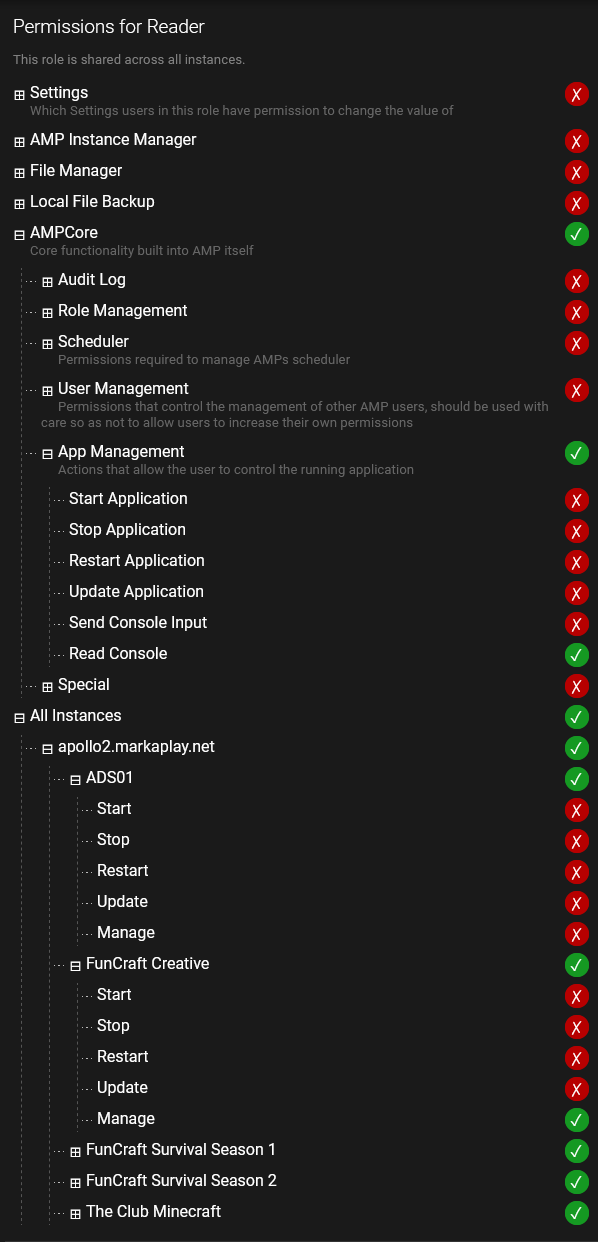 Permissions for Reader
This role is shared across all instances.
Settings
Which Settings users in this role have permission to change the value of
AMP Instance Manager
File Manager
Local File Backup
AMPCore
Core functionality built into AMP itself
Audit Log
Role Management
Scheduler
Permissions required to manage AMPs scheduler
User Management
Permissions that control the management of other AMP users, should be used with
care so as not to allow users to increase their own permissions
App Management
Actions that allow the user to control the running application
Start Application
Stop Application
Restart Application
Update Application
Send Console Input
Read Console
Special
All Instances
apollo2.markaplay.net
ADS01
Start
Stop
Restart
Update
Manage
FunCraft Creative
Start
Stop
Restart
Update
Manage
FunCraft Survival Season 1
FunCraft Survival Season 2
The Club Minecraft